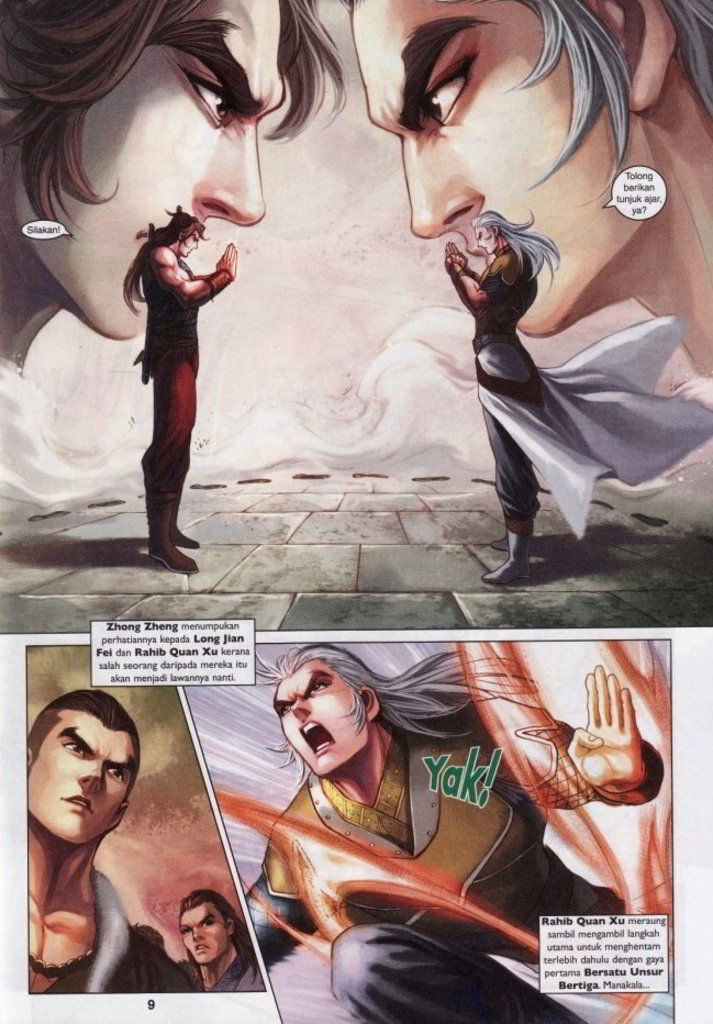 Silakan!
Tolong
berikan
tunjuk ajar,
ya?
Zhong Zheng menumpukan
perhatiannya kepada Long Jian
Fei dan Rahib Quan Xu kerana
salah seorang daripada mereka itu
akan menjadi lawannya nanti.
Yak!
Rahib Quan Xu meraung
sambil mengambil langkah
utama untuk menghentam
terlebih dahulu dengan gaya
pertama Bersatu Unsur
Bertiga. Manakala...
9